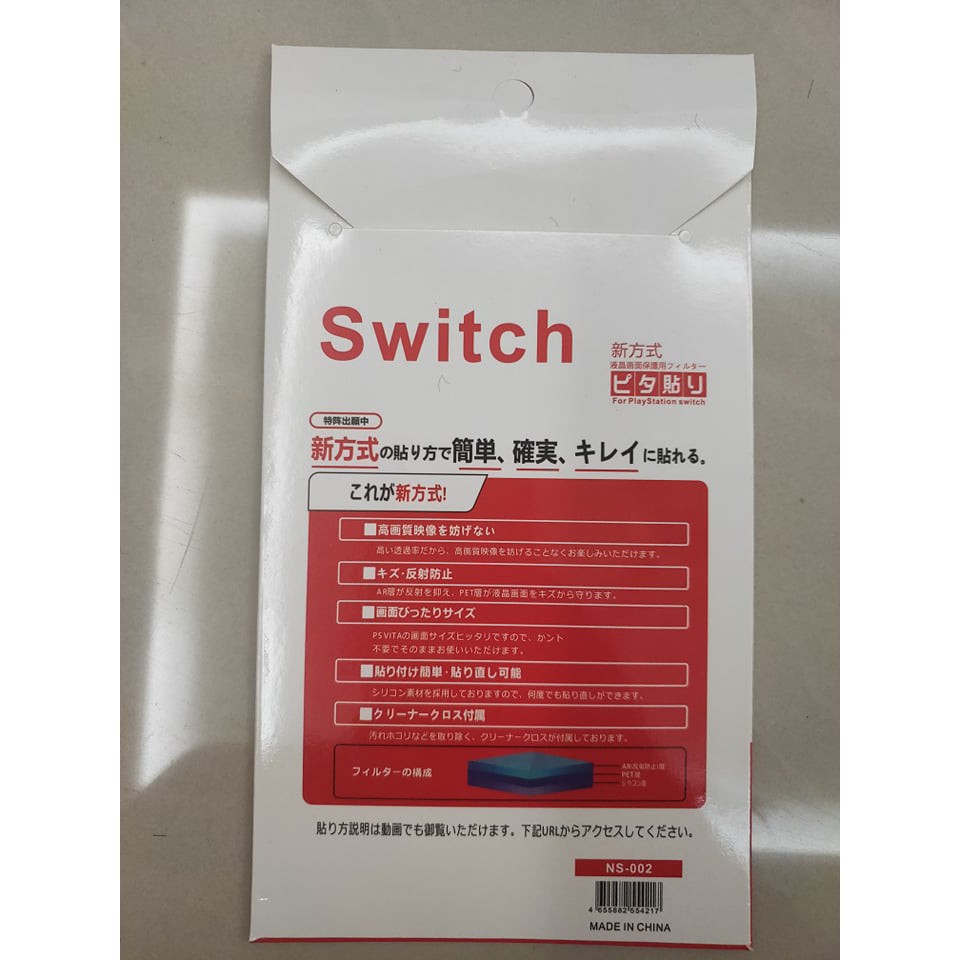 Switch
新方式
液晶画面保護用フィルター
ピタ貼り
For PlayStation switch
特阵出願中
新方式の貼り方で簡単、確実、キレイに貼れる。
これが新方式!
■高画質映像を妨げない
高い透過率だから、高画質映像を妨げることなくお楽しみいただけます。
■キズ・反射防止
AR層が反射を抑え、PET層が液晶画面をキズから守ります。
■画面びったりサイズ
PSVITAの画面サイズヒッタリですので、カント
不要でそのままお使いいただけます。
■貼り付け簡単・貼り直し可能
シリコン素材を採用しておりますので、何度でも貼り直しができます。
■クリーナークロス付属
汚れホコリなどを取り除く、クリーナークロスが付属しております。
フィルターの構成
AR(反射防止)層
PET層
シリコン層
貼り方説明は動画でも御覧いただけます。下記URLからアクセスしてください。
NS-002
4 655882 654217
MADE IN CHINA